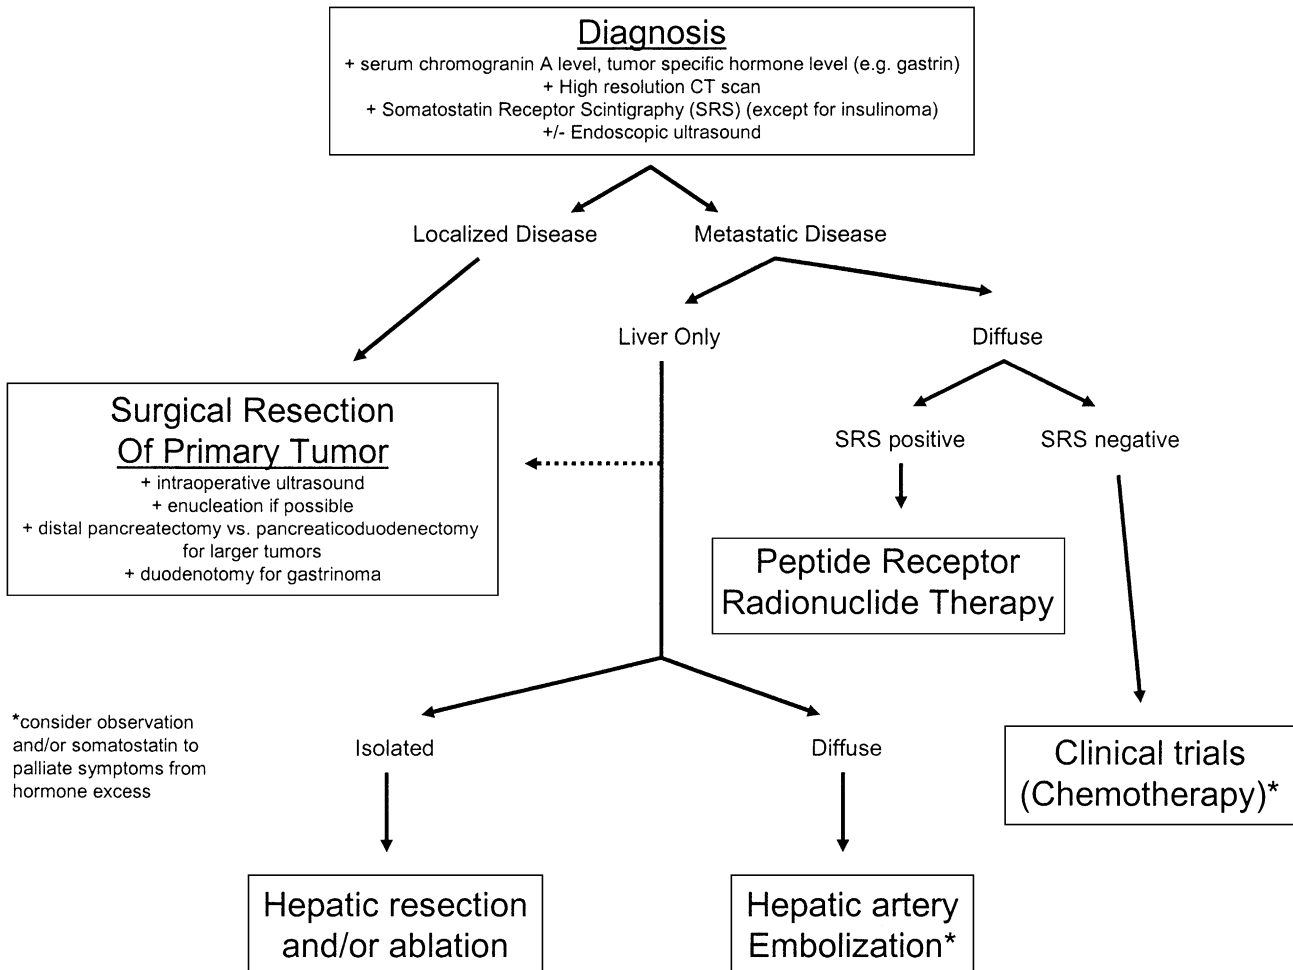 Diagnosis
+ serum chromogranin A level, tumor specific hormone level (e.g. gastrin)
+ High resolution CT scan
+ Somatostatin Receptor Scintigraphy (SRS) (except for insulinoma)
+/- Endoscopic ultrasound
Localized Disease
Metastatic Disease
Liver Only
Diffuse
Surgical Resection
Of Primary Tumor
+ intraoperative ultrasound
+ enucleation if possible
+ distal pancreatectomy vs. pancreaticoduodenectomy
for larger tumors
+ duodenotomy for gastrinoma
SRS positive
SRS negative
Peptide Receptor
Radionuclide Therapy
*consider observation
and/or somatostatin to
palliate symptoms from
hormone excess
Isolated
Diffuse
Clinical trials
(Chemotherapy)*
Hepatic resection
and/or ablation
Hepatic artery
Embolization*